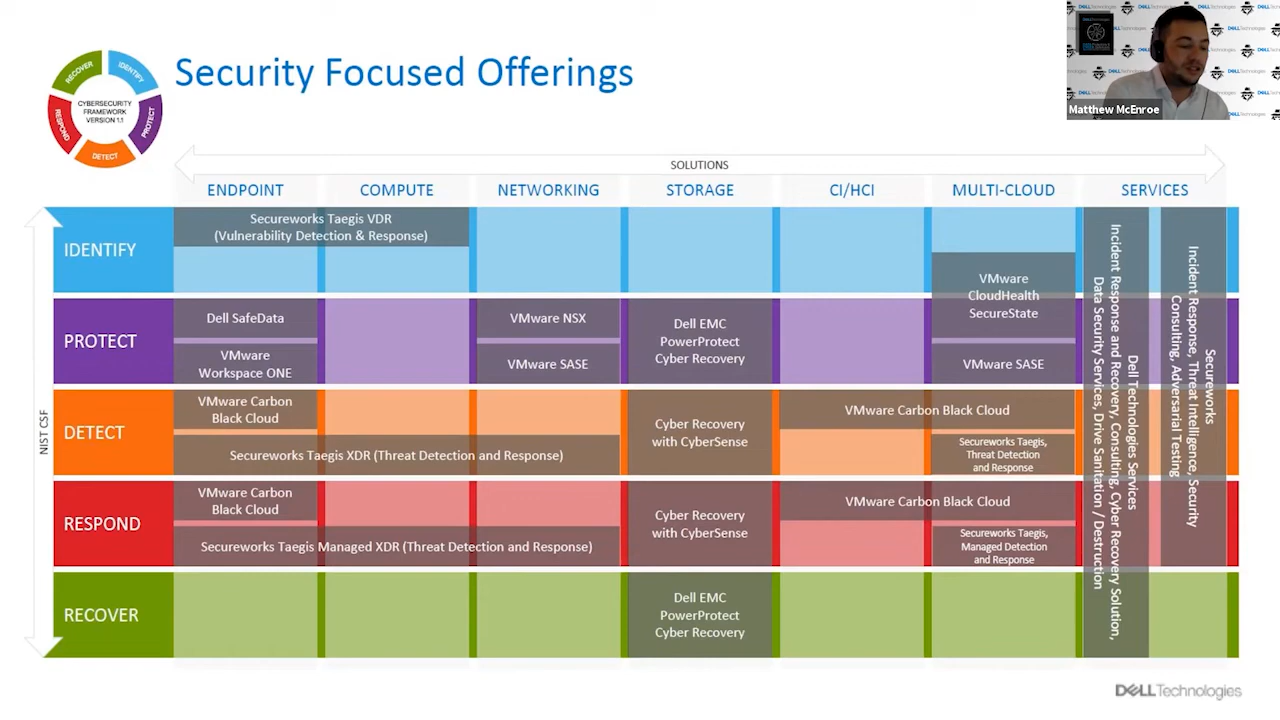 Security Focused Offerings
RECOVER
IDENTIFY
PROTECT
DETECT
RESPOND
CYBERSECURITY
FRAMEWORK
VERSION 1.1
Matthew McEnroe
SOLUTIONS
ENDPOINT
COMPUTE
NETWORKING
STORAGE
CI/HCI
MULTI-CLOUD
SERVICES
NIST CSF
IDENTIFY
Secureworks Taegis VDR
(Vulnerability Detection & Response)
VMware
CloudHealth
SecureState
PROTECT
Dell SafeData
VMware
Workspace ONE
VMware NSX
VMware SASE
Dell EMC
PowerProtect
Cyber Recovery
VMware SASE
DETECT
VMware Carbon
Black Cloud
Secureworks Taegis XDR (Threat Detection and Response)
Cyber Recovery
with CyberSense
VMware Carbon Black Cloud
Secureworks Taegis,
Threat Detection
and Response
RESPOND
VMware Carbon
Black Cloud
Secureworks Taegis Managed XDR (Threat Detection and Response)
Cyber Recovery
with CyberSense
VMware Carbon Black Cloud
Secureworks Taegis,
Managed Detection
and Response
RECOVER
Dell EMC
PowerProtect
Cyber Recovery
Dell Technologies Services
Incident Response and Recovery, Consulting, Cyber Recovery Solution,
Data Security Services, Drive Sanitation / Destruction
Secureworks
Incident Response, Threat Intelligence, Security
Consulting, Adversarial Testing
DELLTechnologies